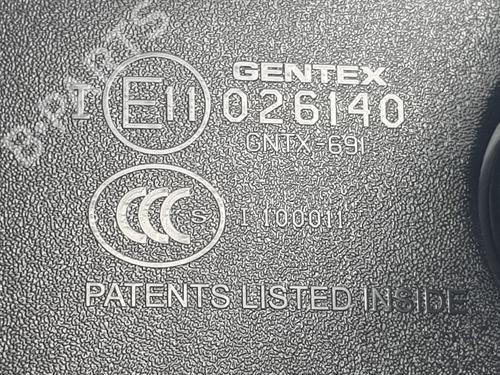 GENTEX
I E11 026140
GNTX-691
CCC S I 100011
PATENTS LISTED INSIDE
B-PARTS